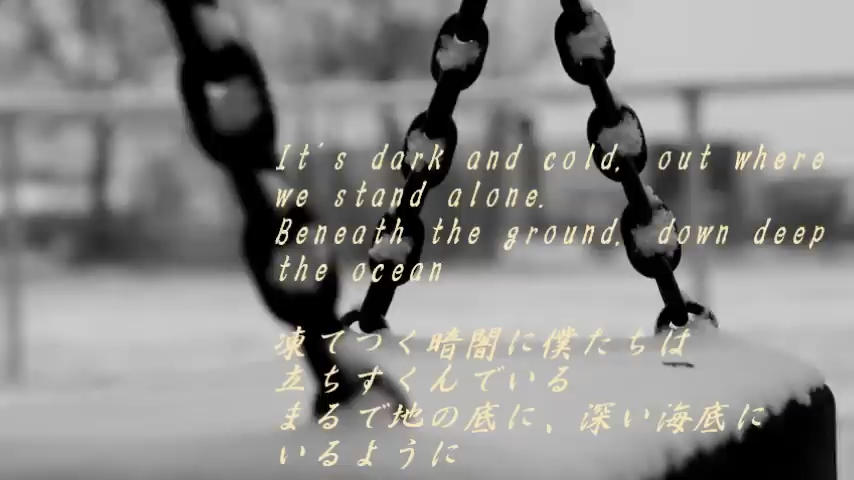 It's dark and cold, out where
we stand alone.
Beneath the ground, down deep
the ocean
凍てつく暗闇に僕たちは
立ちすくんでいる
まるで地の底に、深い海底に
いるように